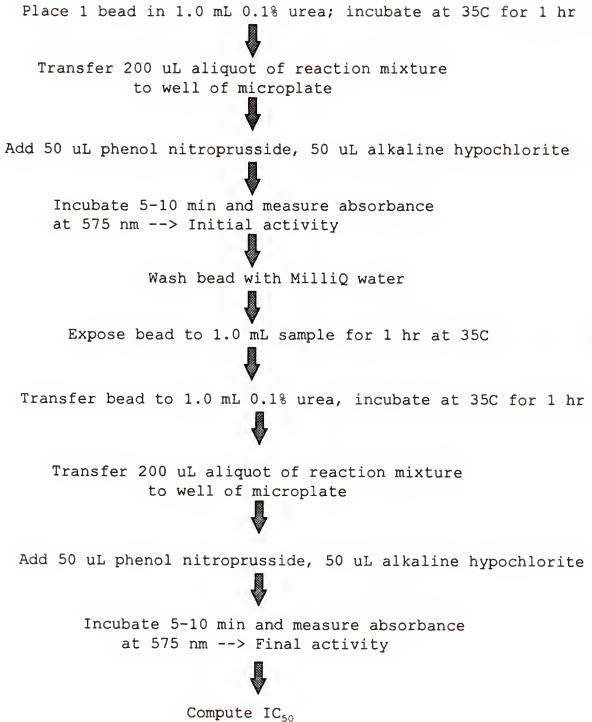 Place 1 bead in 1.0 mL 0.1% urea; incubate at 35C for 1 hr
Transfer 200 uL aliquot of reaction mixture
to well of microplate
Add 50 uL phenol nitroprusside, 50 uL alkaline hypochlorite
Incubate 5-10 min and measure absorbance
at 575 nm --> Initial activity
Wash bead with MilliQ water
Expose bead to 1.0 mL sample for 1 hr at 35C
Transfer bead to 1.0 mL 0.1% urea, incubate at 35C for 1 hr
Transfer 200 uL aliquot of reaction mixture
to well of microplate
Add 50 uL phenol nitroprusside, 50 uL alkaline hypochlorite
Incubate 5-10 min and measure absorbance
at 575 nm --> Final activity
Compute IC₅₀